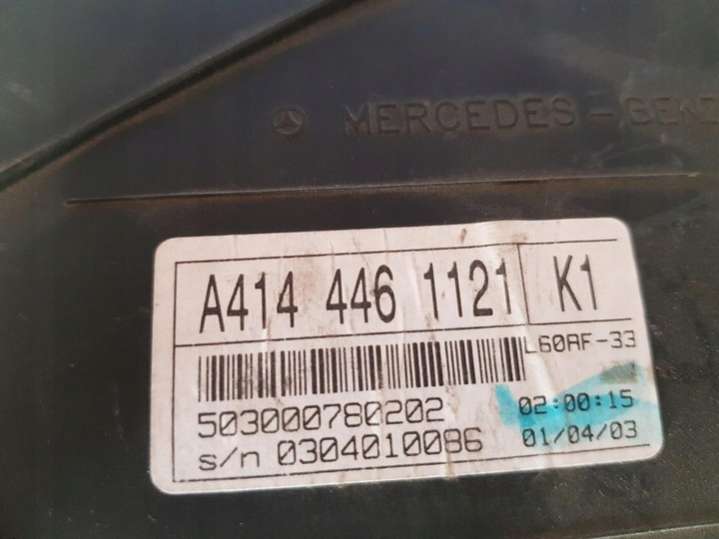 MERCEDES-BENZ
A414 446 1121 K1
L60AF-33
503000780202 02:00:15
s/n 0304010086 01/04/03